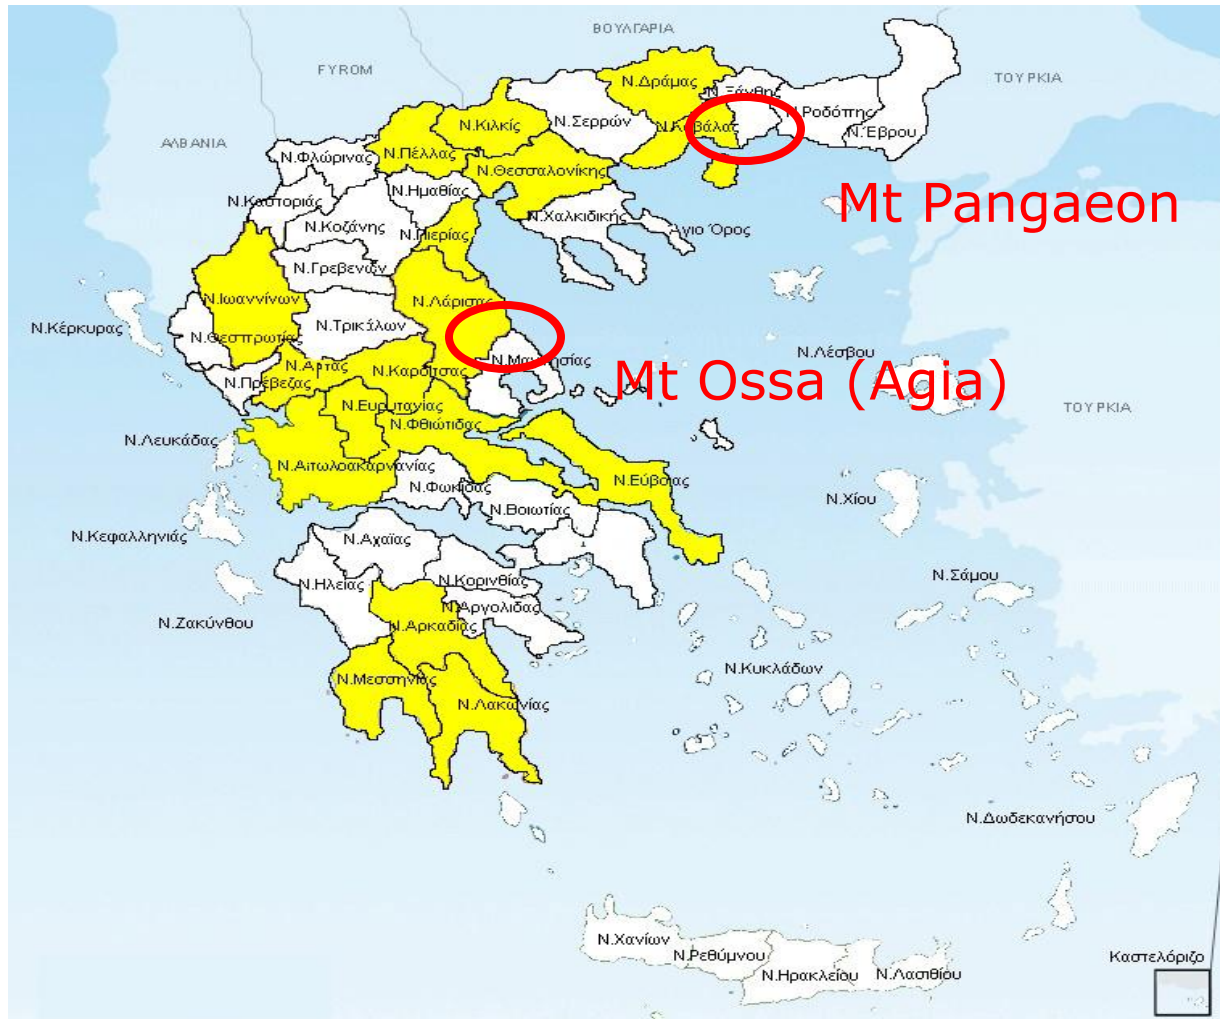 ΒΟΥΛΓΑΡΙΑ
FYROM
ΤΟΥΡΚΙΑ
ΑΛΒΑΝΙΑ
Ν.Δράμας
Ν.Ξάνθης
Ν.Ροδόπης
Ν.Έβρου
Ν.Καβάλας
Ν.Σερρών
Ν.Κιλκίς
Ν.Πέλλας
Ν.Φλώρινας
Ν.Θεσσαλονίκης
Ν.Ημαθίας
Ν.Καστοριάς
Ν.Κοζάνης
Ν.Πιερίας
Ν.Χαλκιδικής
Άγιο Όρος
Mt Pangaeon
Ν.Γρεβενών
Ν.Ιωαννίνων
Ν.Λάρισας
Ν.Κέρκυρας
Ν.Θεσπρωτίας
Ν.Τρικάλων
Ν.Μαγνησίας
Ν.Λέσβου
Mt Ossa (Agia)
Ν.Άρτας
Ν.Καρδίτσας
Ν.Πρέβεζας
Ν.Ευρυτανίας
Ν.Φθιώτιδας
ΤΟΥΡΚΙΑ
Ν.Λευκάδας
Ν.Αιτωλοακαρνανίας
Ν.Φωκίδας
Ν.Εύβοιας
Ν.Βοιωτίας
Ν.Χίου
Ν.Κεφαλληνιάς
Ν.Αχαΐας
Ν.Ηλείας
Ν.Κορινθίας
Ν.Σάμου
Ν.Αργολίδας
Ν.Ζακύνθου
Ν.Αρκαδίας
Ν.Κυκλάδων
Ν.Μεσσηνίας
Ν.Λακωνίας
Ν.Δωδεκανήσου
Ν.Χανίων
Ν.Ρεθύμνου
Ν.Ηρακλείου
Ν.Λασιθίου
Καστελόριζο